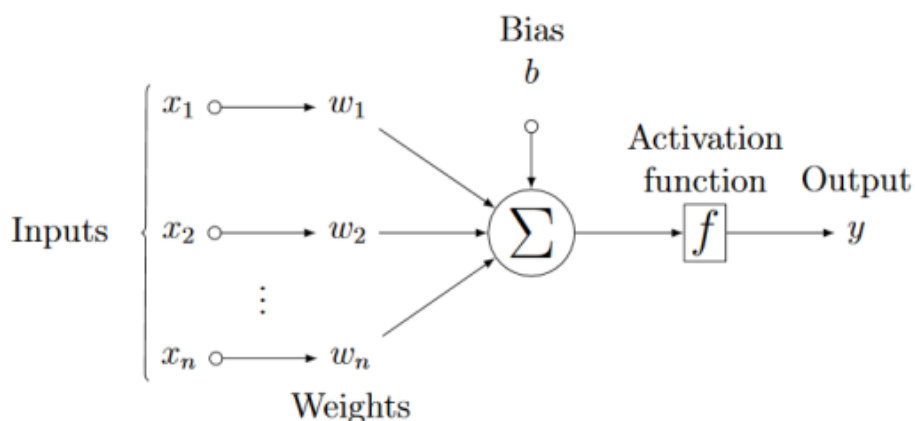 Bias
b
x₁ w₁
Activation
function
Output
Inputs x₂ w₂ Σ f y
⋮
xₙ wₙ
Weights